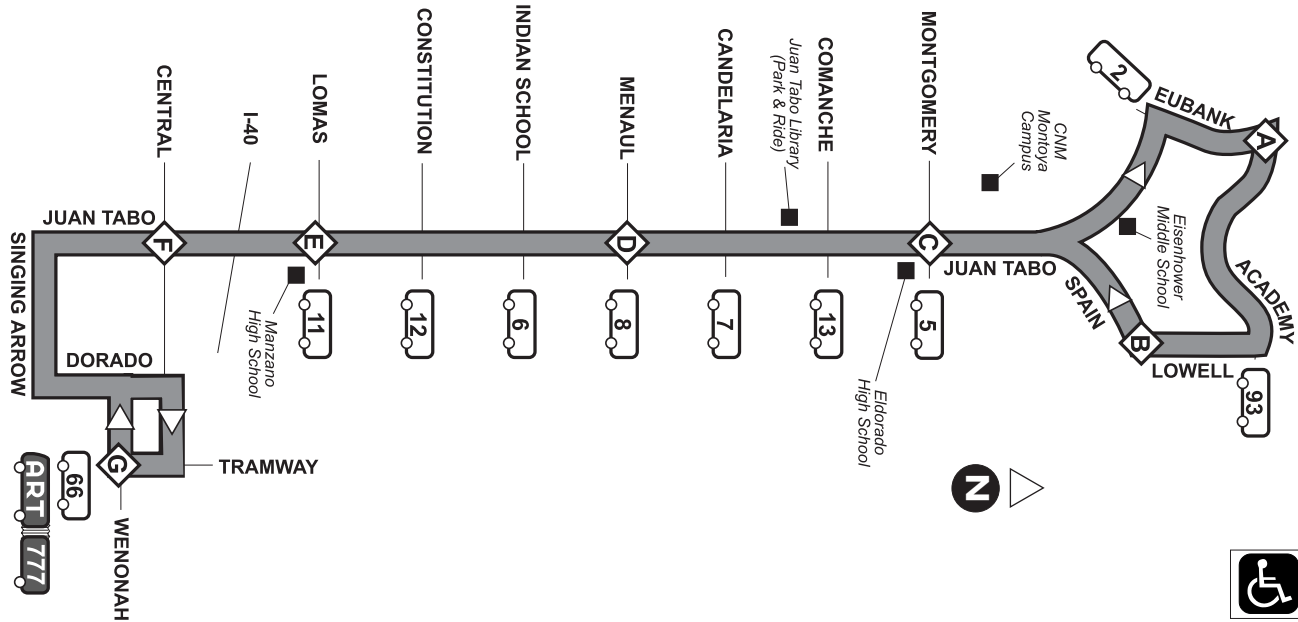 CENTRAL
I-40
LOMAS
CONSTITUTION
INDIAN SCHOOL
MENAUL
CANDELARIA
Juan Tabo Library
(Park & Ride)
COMANCHE
MONTGOMERY
CNM
Montoya
Campus
2
EUBANK
A
Eisenhower
Middle School
ACADEMY
JUAN TABO
F
E
D
C
JUAN TABO
SPAIN
B
LOWELL
93
SINGING ARROW
DORADO
Manzano
High School
11
12
6
8
7
13
5
Eldorado
High School
G
TRAMWAY
WENONAH
66
ART
777
N